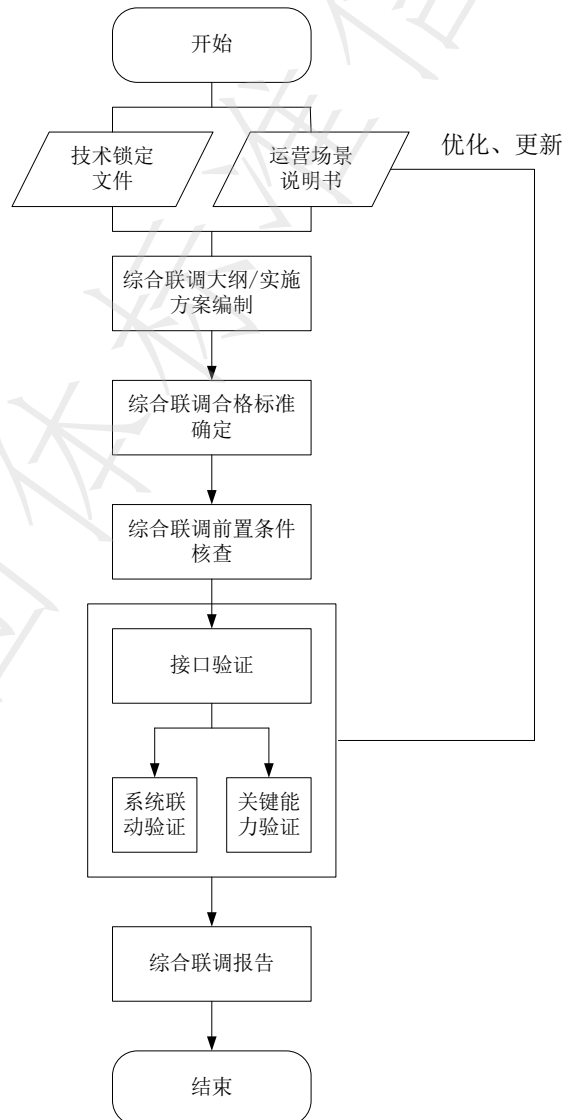 开始
技术锁定
文件
运营场景
说明书
优化、更新
综合联调大纲/实施
方案编制
综合联调合格标准
确定
综合联调前置条件
核查
接口验证
系统联
动验证
关键能
力验证
综合联调报告
结束